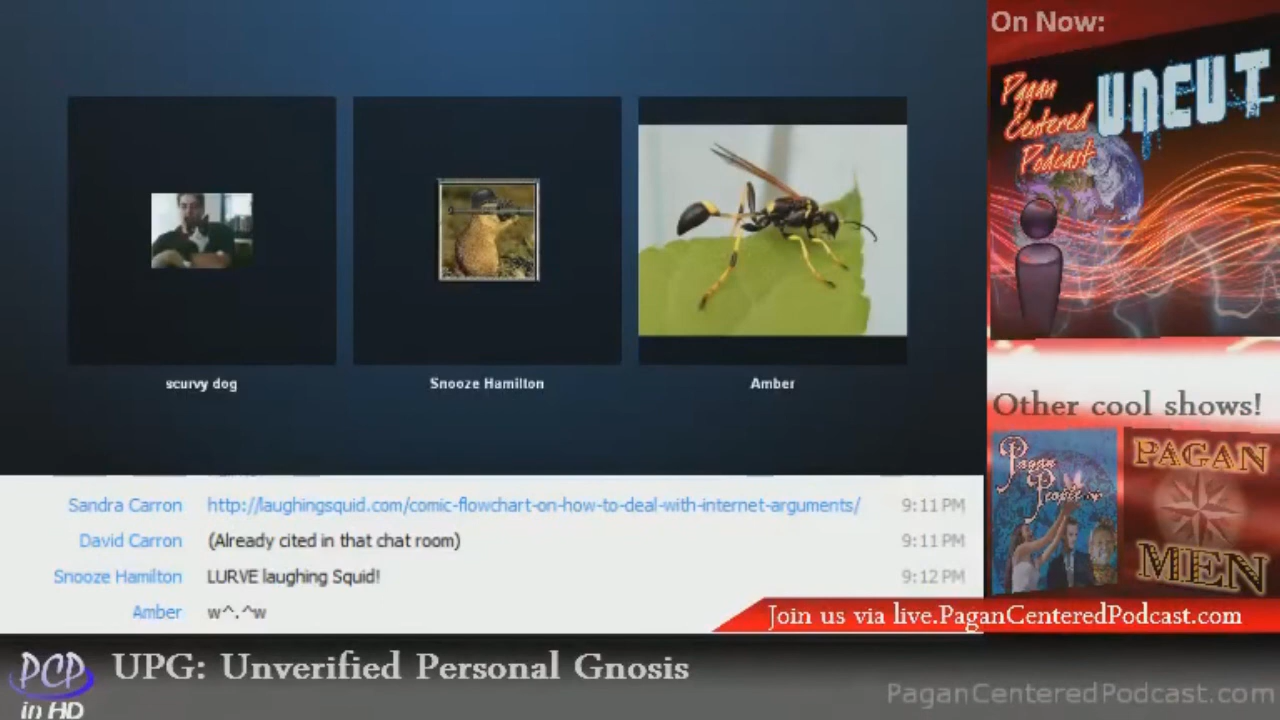 On Now:
Pagan
Centered
Podcast
UNCUT
scurvy dog
Snooze Hamilton
Amber
Other cool shows!
Pagan
People
PAGAN
MEN
Sandra Carron http://laughingsquid.com/comic-flowchart-on-how-to-deal-with-internet-arguments/ 9:11 PM
David Carron (Already cited in that chat room) 9:11 PM
Snooze Hamilton LURVE laughing Squid! 9:12 PM
Amber w^.^w
Join us via live.PaganCenteredPodcast.com
PCP
in HD
UPG: Unverified Personal Gnosis
PaganCenteredPodcast.com